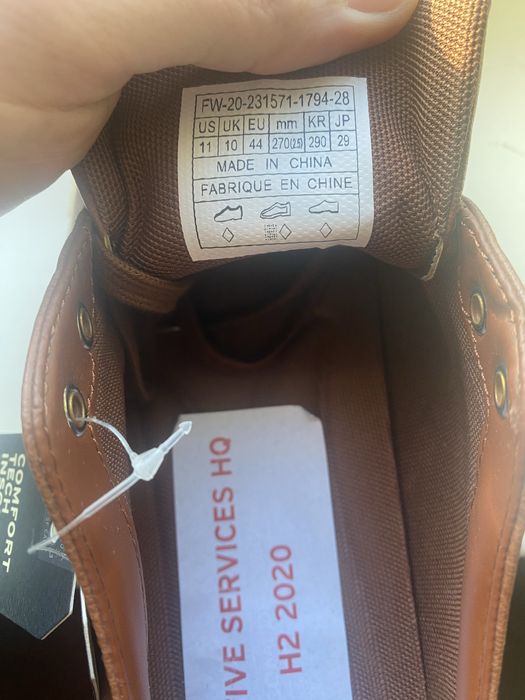 FW-20-231571-1794-28
US UK EU mm KR JP
11 10 44 270(2.5) 290 29
MADE IN CHINA
FABRIQUE EN CHINE
IVE SERVICES HQ
H2 2020
COMFORT
TECH
INSO